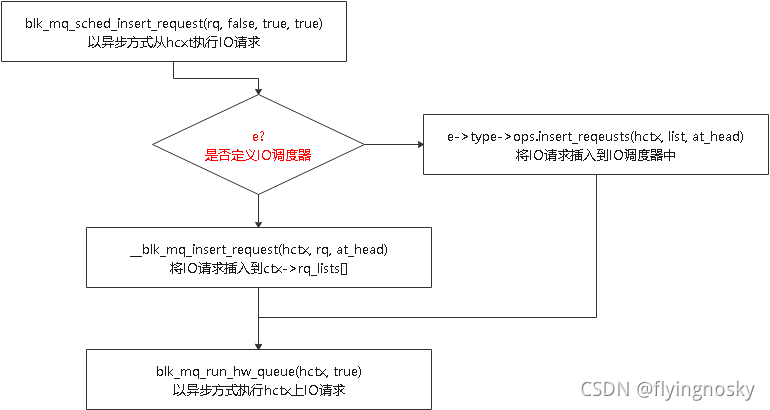 blk_mq_sched_insert_request(rq, false, true, true)
以异步方式从hcxt执行IO请求
e?
是否定义IO调度器
e->type->ops.insert_reqeusts(hctx, list, at_head)
将IO请求插入到IO调度器中
__blk_mq_insert_request(hctx, rq, at_head)
将IO请求插入到ctx->rq_lists[]
blk_mq_run_hw_queue(hctx, true)
以异步方式执行hctx上IO请求
CSDN @flyingnosky